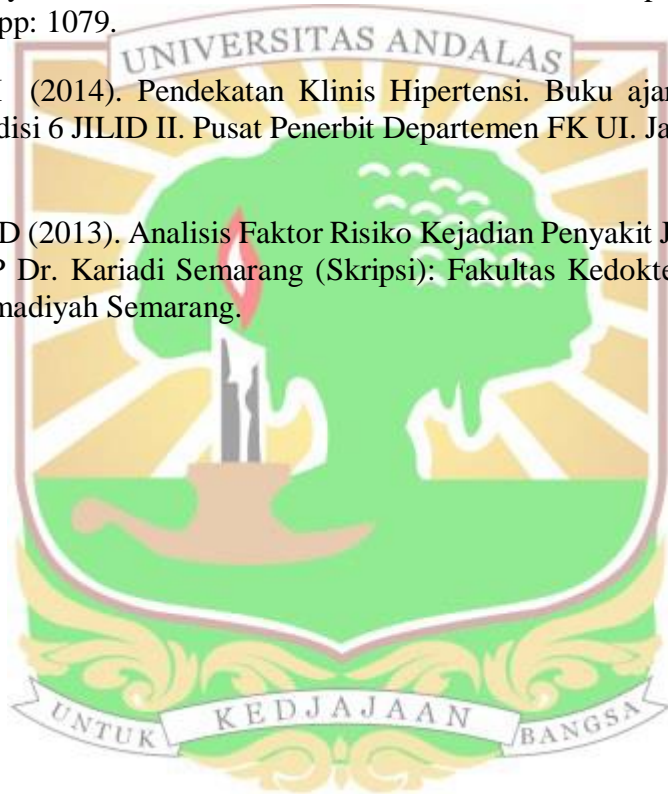 pp: 1079.
UNIVERSITAS ANDALAS
(2014). Pendekatan Klinis Hipertensi. Buku ajar
disi 6 JILID II. Pusat Penerbit Departemen FK UI. Ja
D (2013). Analisis Faktor Risiko Kejadian Penyakit J
P Dr. Kariadi Semarang (Skripsi): Fakultas Kedokte
madiyah Semarang.
UNTUK KEDJAJAAN BANGSA